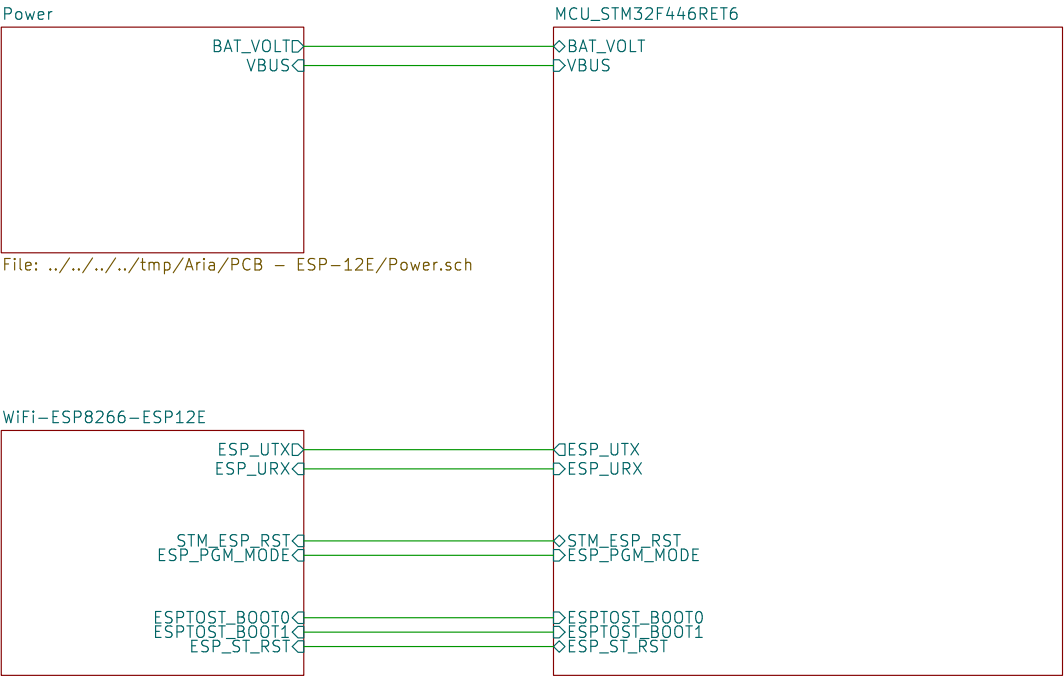 Power
BAT_VOLT
VBUS
File: ../../../../tmp/Aria/PCB - ESP-12E/Power.sch
WiFi-ESP8266-ESP12E
ESP_UTX
ESP_URX
STM_ESP_RST
ESP_PGM_MODE
ESPTOST_BOOT0
ESPTOST_BOOT1
ESP_ST_RST
MCU_STM32F446RET6
BAT_VOLT
VBUS
ESP_UTX
ESP_URX
STM_ESP_RST
ESP_PGM_MODE
ESPTOST_BOOT0
ESPTOST_BOOT1
ESP_ST_RST